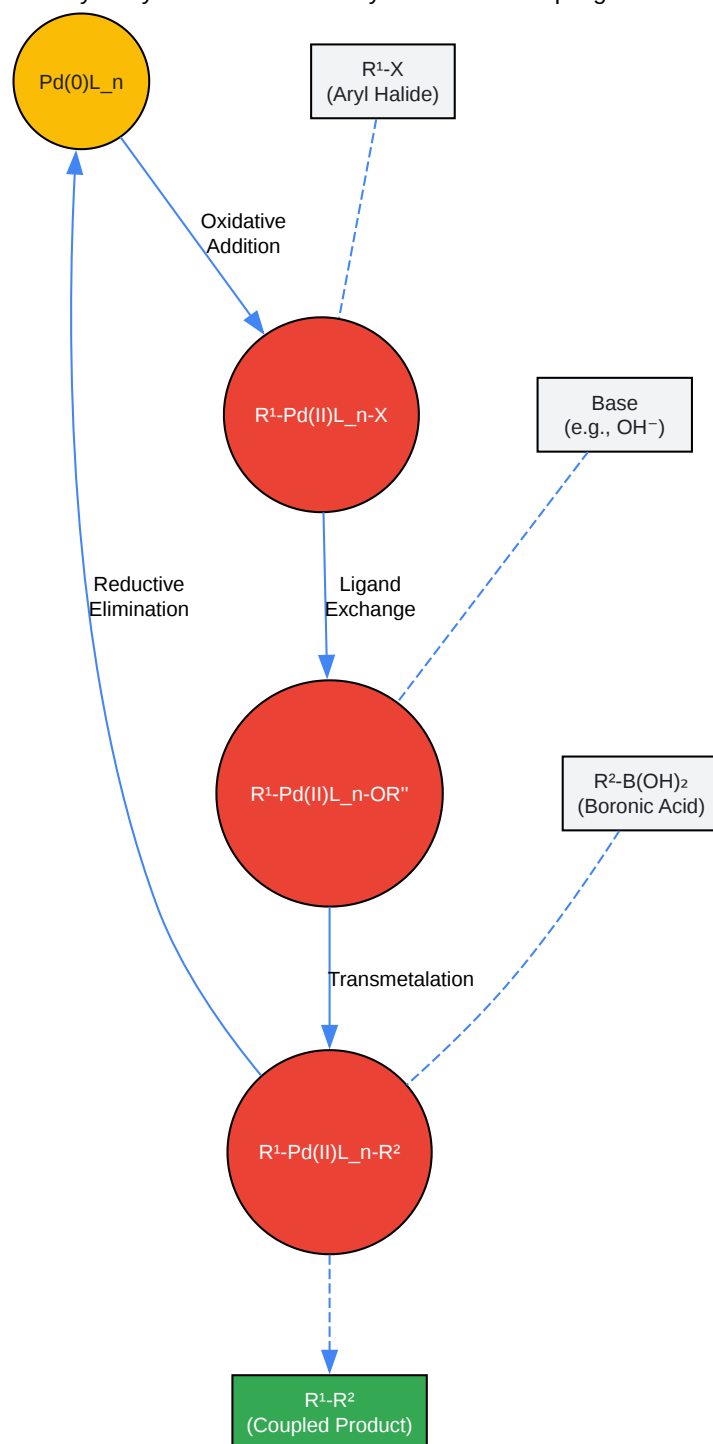 Pd(0)L_n
R¹-X
(Aryl Halide)
Oxidative
Addition
R¹-Pd(II)L_n-X
Base
(e.g., OH⁻)
Reductive
Elimination
Ligand
Exchange
R¹-Pd(II)L_n-OR"
R²-B(OH)₂
(Boronic Acid)
Transmetalation
R¹-Pd(II)L_n-R²
R¹-R²
(Coupled Product)